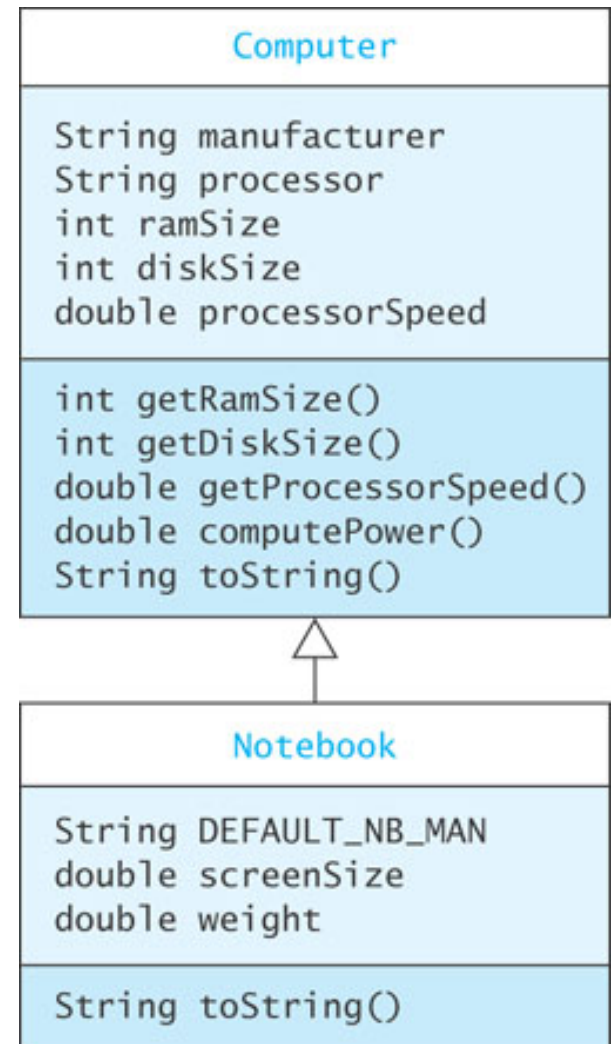 Computer
String manufacturer
String processor
int ramSize
int diskSize
double processorSpeed
int getRamSize()
int getDiskSize()
double getProcessorSpeed()
double computePower()
String toString()
Notebook
String DEFAULT_NB_MAN
double screenSize
double weight
String toString()